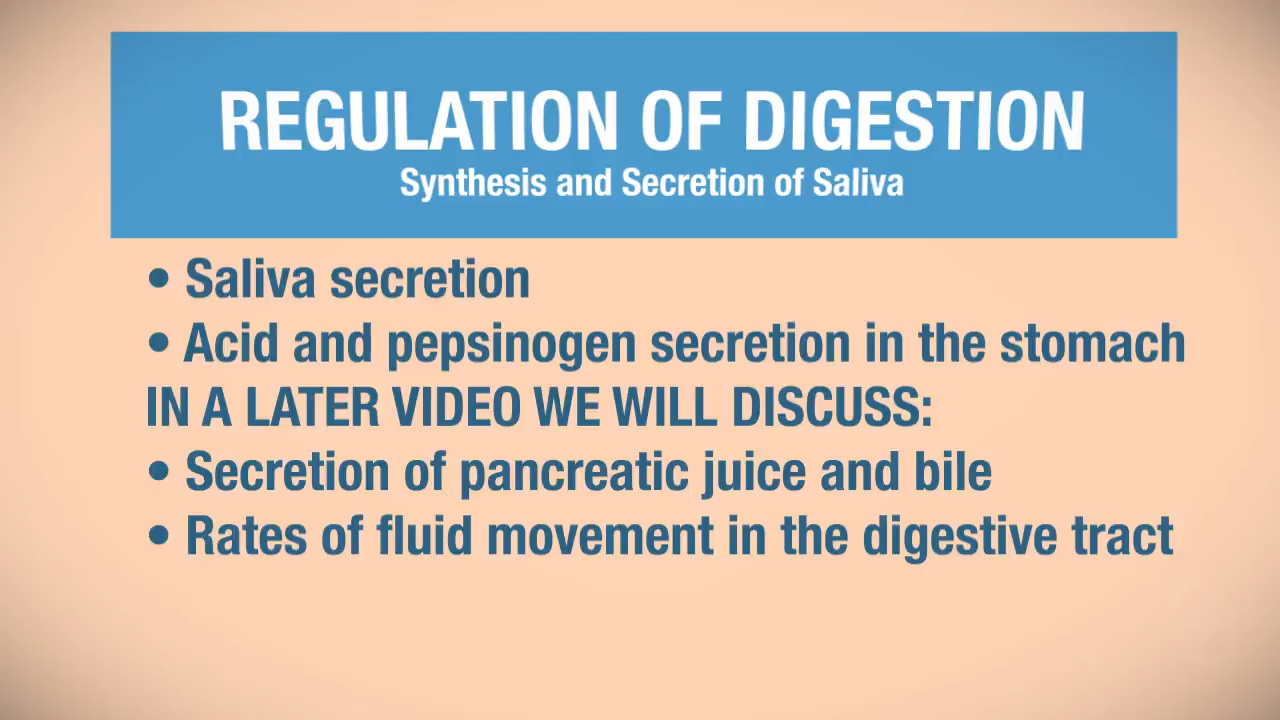 REGULATION OF DIGESTION
Synthesis and Secretion of Saliva
• Saliva secretion
• Acid and pepsinogen secretion in the stomach
IN A LATER VIDEO WE WILL DISCUSS:
• Secretion of pancreatic juice and bile
• Rates of fluid movement in the digestive tract